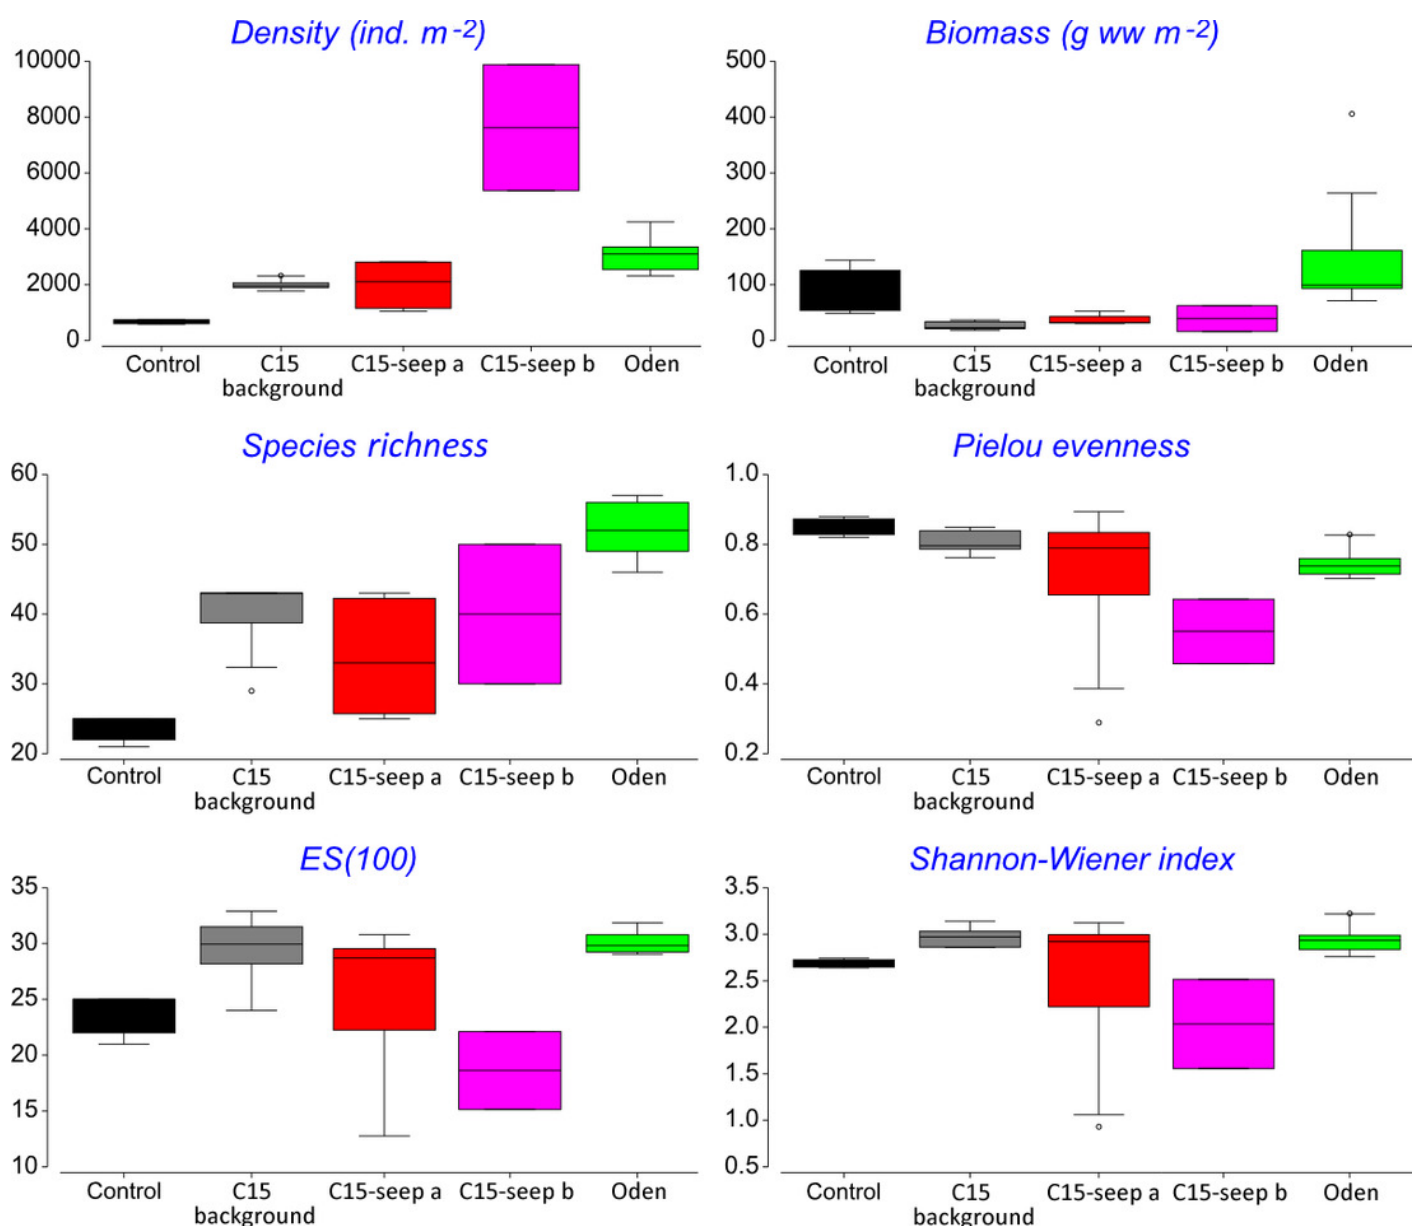 Density (ind. m-2)
10000
8000
6000
4000
2000
0
Control
C15
background
C15-seep a
C15-seep b
Oden
Biomass (g ww m-2)
500
400
300
200
100
0
Control
C15
background
C15-seep a
C15-seep b
Oden
Species richness
60
50
40
30
20
Control
C15
background
C15-seep a
C15-seep b
Oden
Pielou evenness
1.0
0.8
0.6
0.4
0.2
Control
C15
background
C15-seep a
C15-seep b
Oden
ES(100)
35
30
25
20
15
10
Control
C15
background
C15-seep a
C15-seep b
Oden
Shannon-Wiener index
3.5
3.0
2.5
2.0
1.5
1.0
0.5
Control
C15
background
C15-seep a
C15-seep b
Oden